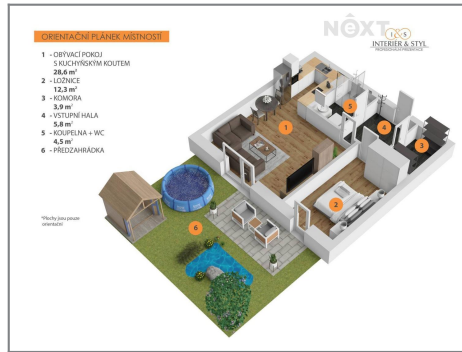 NEXT
I S
INTERIER & STYL
PROFESIONÁLNÍ PREZENTACE
ORIENTAČNÍ PLÁNEK MÍSTNOSTÍ
1 - OBÝVACÍ POKOJ
S KUCHYŇSKÝM KOUTEM
28,6 m²
2 - LOŽNICE
12,3 m²
3 - KOMORA
3,9 m²
4 - VSTUPNÍ HALA
5,8 m²
5 - KOUPELNA + WC
4,5 m²
6 - PŘEDZAHRÁDKA
*Plochy jsou pouze
orientační
5
4
1
3
2
6